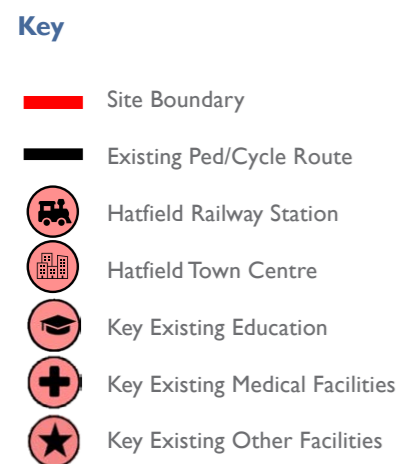 Key
Site Boundary
Existing Ped/Cycle Route
Hatfield Railway Station
Hatfield Town Centre
Key Existing Education
Key Existing Medical Facilities
Key Existing Other Facilities